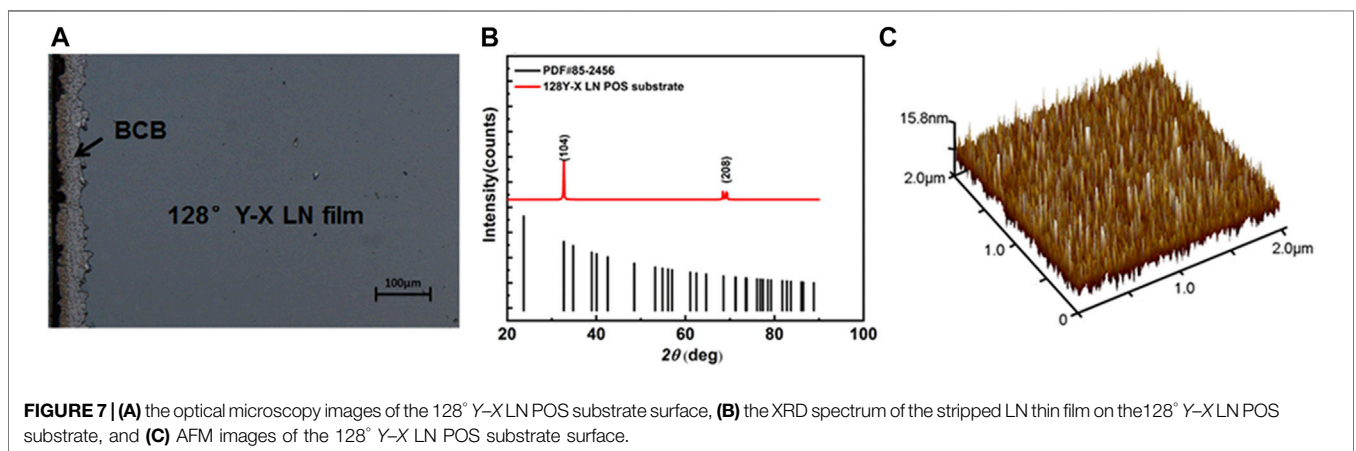 A
BCB
128° Y-X LN film
100μm
B
PDF#85-2456
128Y-X LN POS substrate
(104)
(208)
Intensity(counts)
20 40 60 80 100
2θ (deg)
C
15.8nm
2.0μm
1.0
0
1.0
2.0μm
FIGURE 7 | (A) the optical microscopy images of the 128° Y–X LN POS substrate surface, (B) the XRD spectrum of the stripped LN thin film on the128° Y–X LN POS
substrate, and (C) AFM images of the 128° Y–X LN POS substrate surface.